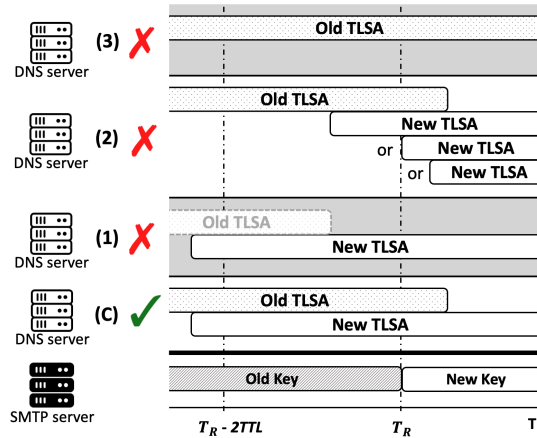 Old TLSA
(3)
DNS server
Old TLSA
New TLSA
(2)
or New TLSA
DNS server
or New TLSA
Old TLSA
(1)
New TLSA
DNS server
Old TLSA
(C)
New TLSA
DNS server
Old Key
New Key
SMTP server
T_R - 2TTL
T_R
T